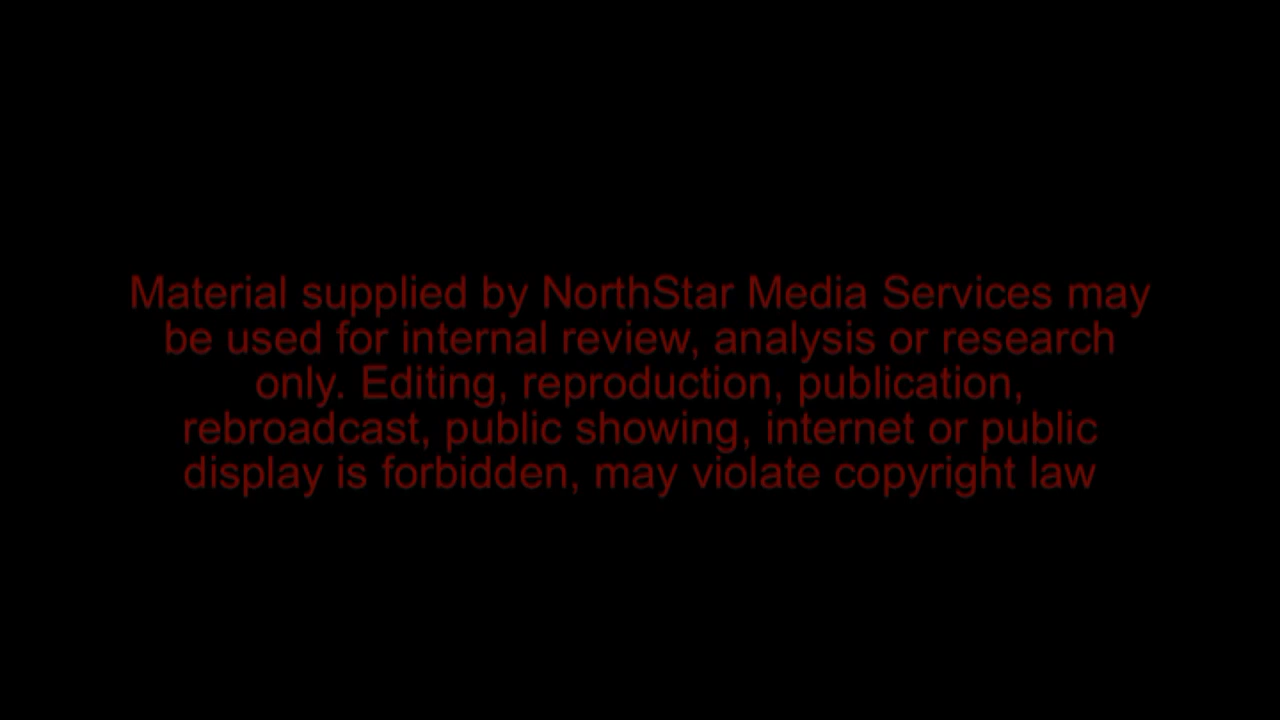 Material supplied by NorthStar Media Services may
be used for internal review, analysis or research
only. Editing, reproduction, publication,
rebroadcast, public showing, internet or public
display is forbidden, may violate copyright law